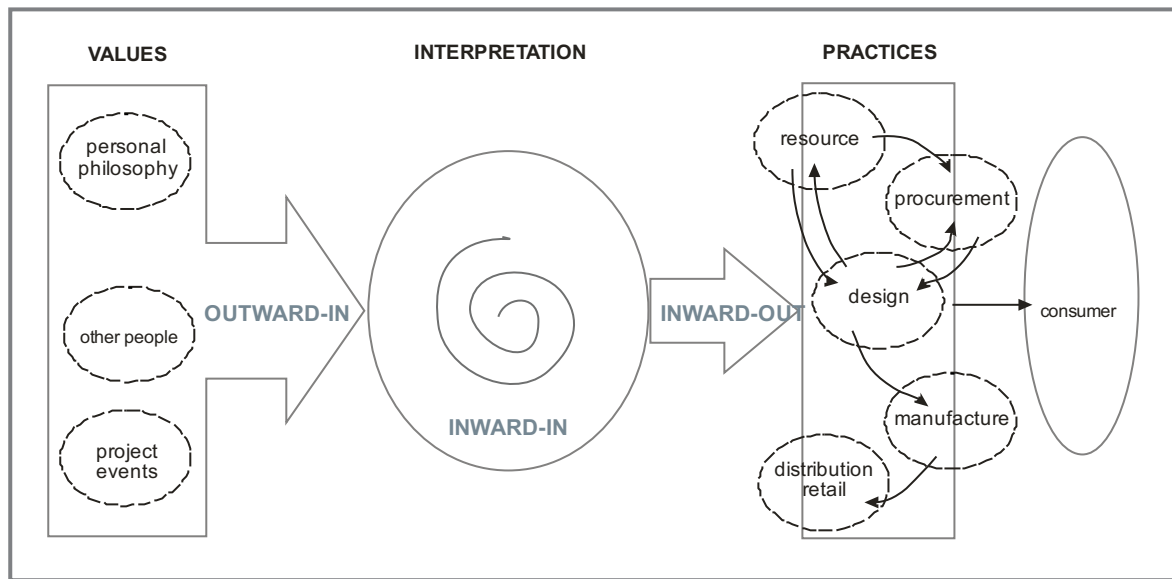 VALUES
INTERPRETATION
PRACTICES
personal
philosophy
other people
project
events
OUTWARD-IN
INWARD-IN
INWARD-OUT
resource
procurement
design
manufacture
distribution
retail
consumer